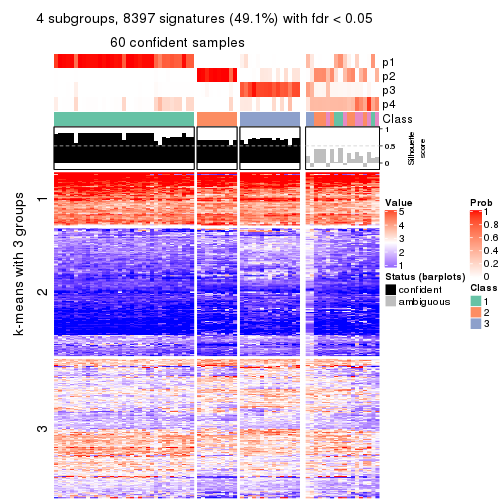 4 subgroups, 8397 signatures (49.1%) with fdr < 0.05
60 confident samples
p1
p2
p3
p4
Class
1
0.5
0
Silhouette
score
k-means with 3 groups
1
2
3
Value
5
4
3
2
1
Status (barplots)
confident
ambiguous
Prob
1
0.8
0.6
0.4
0.2
0
Class
1
2
3